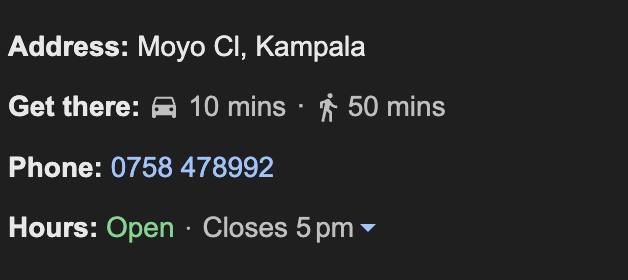 Address: Moyo Cl, Kampala
Get there: 10 mins · 50 mins
Phone: 0758 478992
Hours: Open · Closes 5 pm